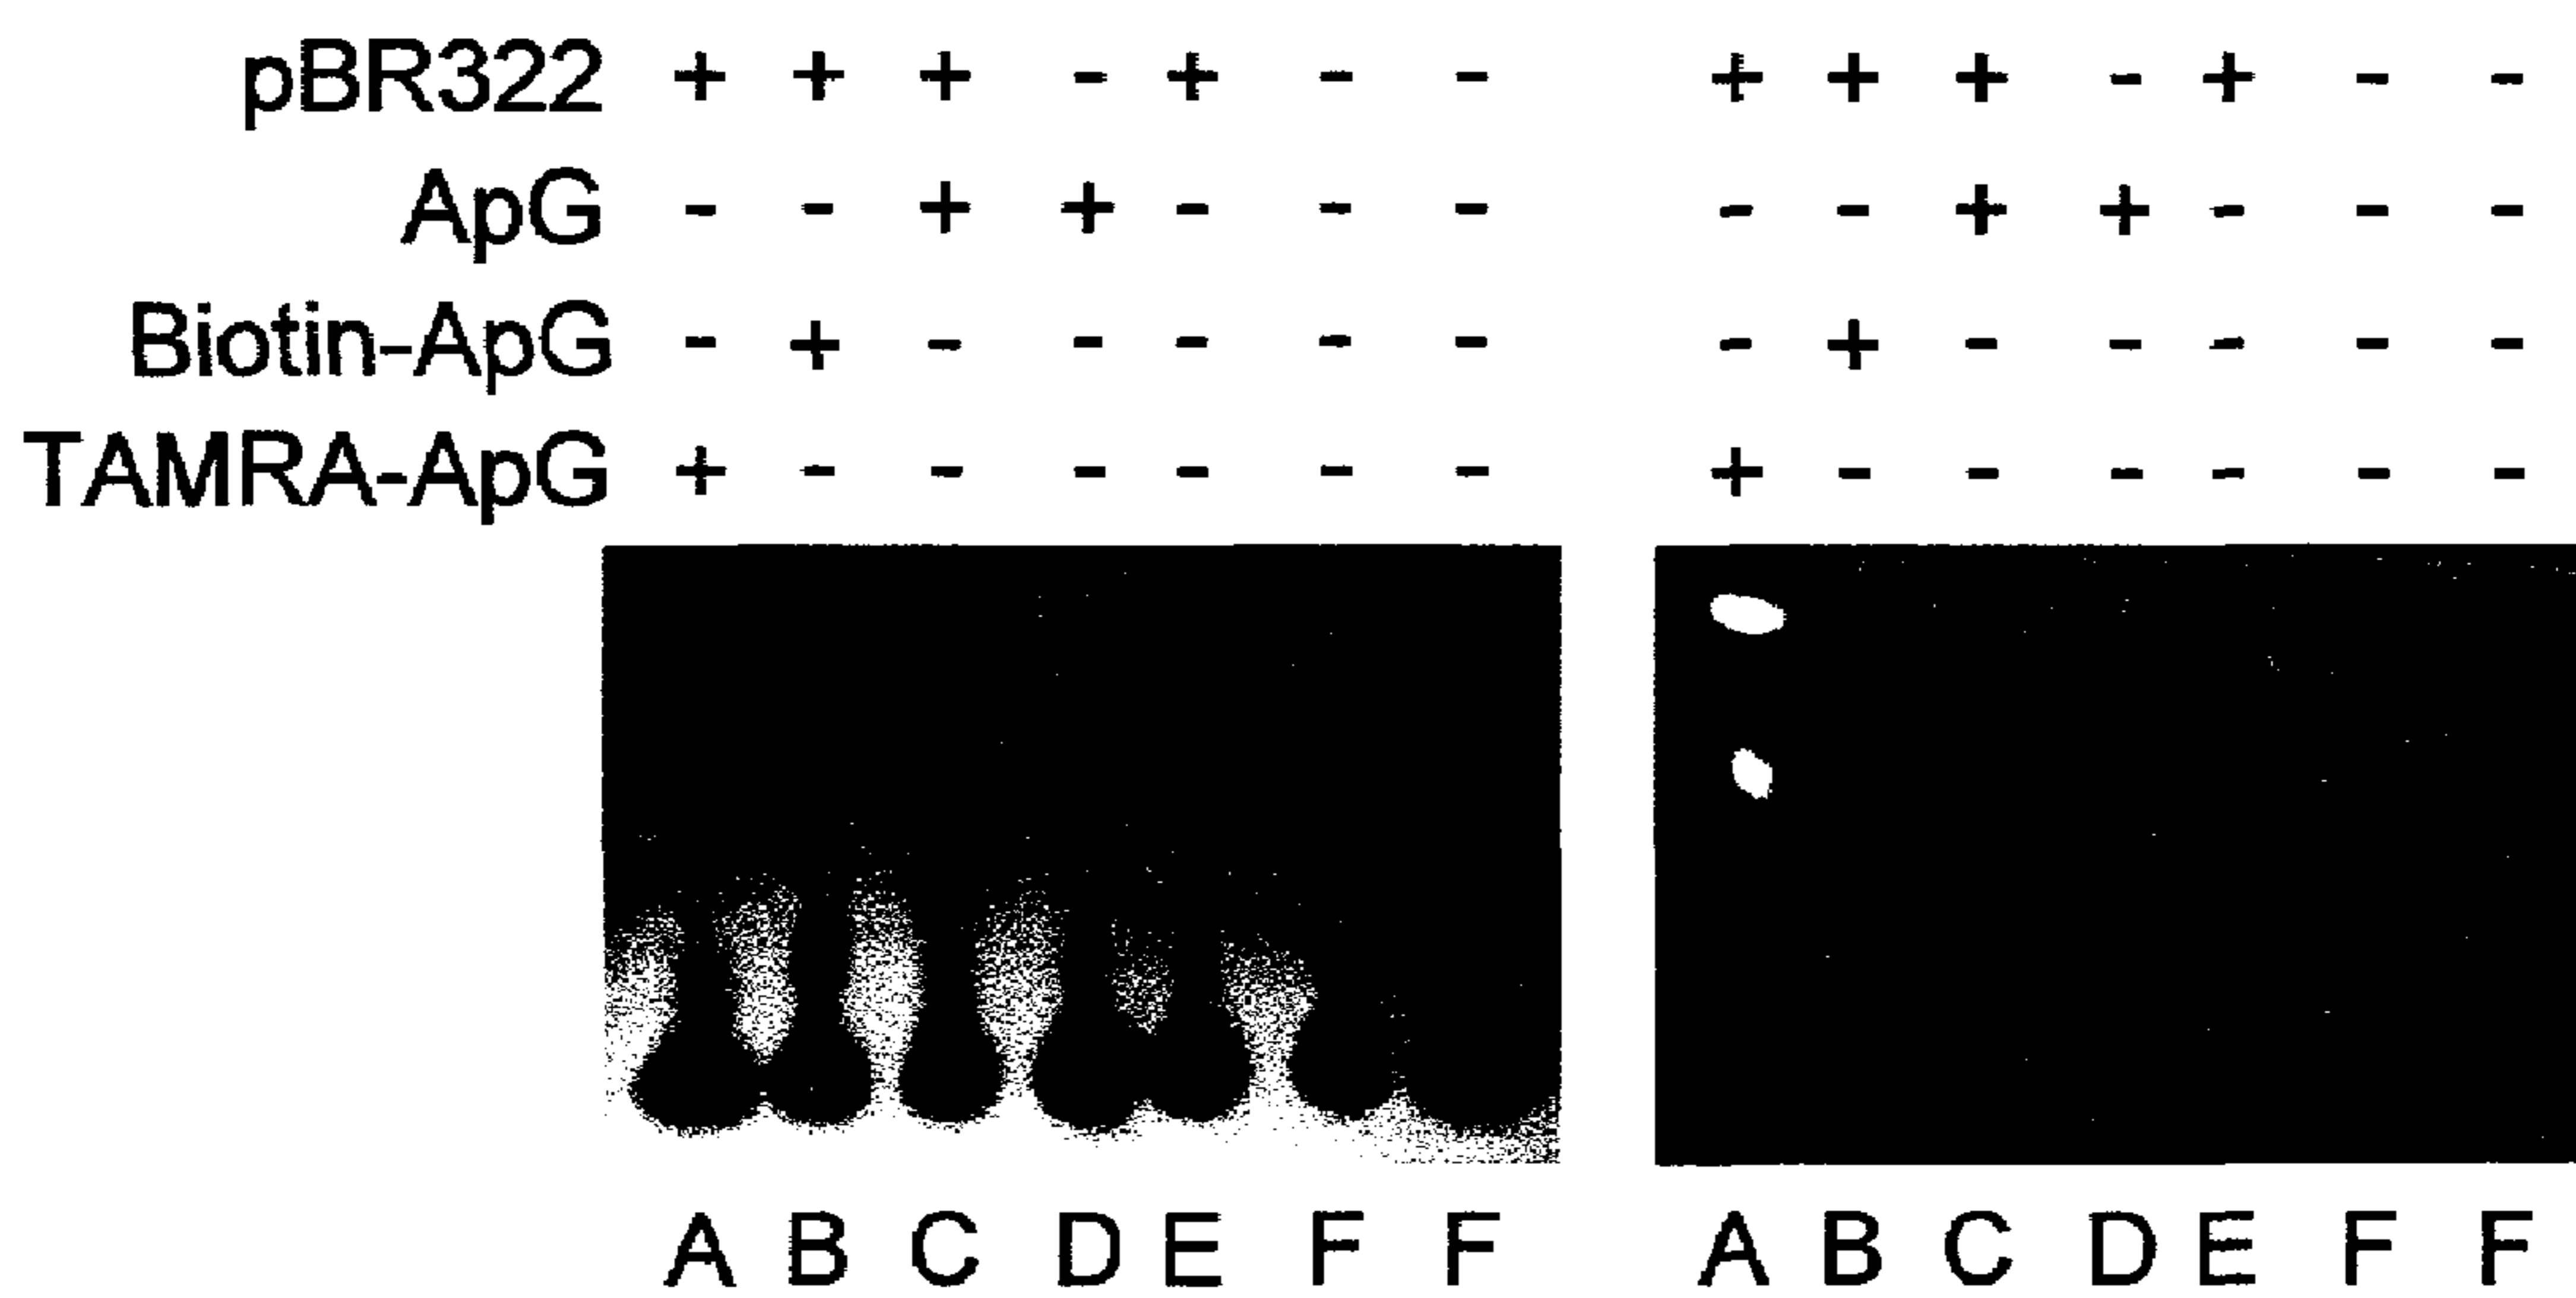 pBR322 + + + - + - - + + + - + - -
ApG - - + + - - - - - + + - - -
Biotin-ApG - + - - - - - - + - - - - -
TAMRA-ApG + - - - - - - + - - - - - -
A B C D E F F A B C D E F F